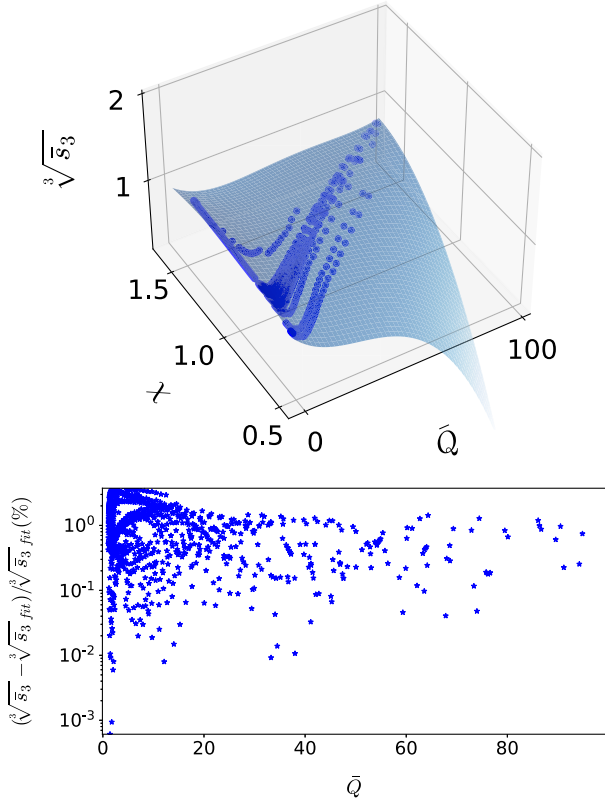 2
∛s̄₃
1
1.5
1.0
χ
0.5
0
Q̄
100
(∛s̄₃ − ∛s̄₃ fit)/∛s̄₃ fit(%)
10⁰
10⁻¹
10⁻²
10⁻³
0 20 40 60 80
Q̄